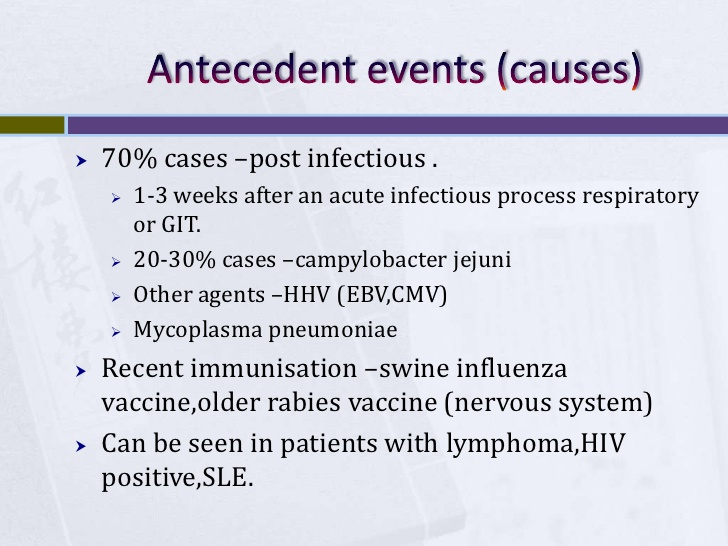 Antecedent events (causes)
70% cases –post infectious .
1-3 weeks after an acute infectious process respiratory
or GIT.
20-30% cases –campylobacter jejuni
Other agents –HHV (EBV,CMV)
Mycoplasma pneumoniae
Recent immunisation –swine influenza
vaccine,older rabies vaccine (nervous system)
Can be seen in patients with lymphoma,HIV
positive,SLE.
红
楼